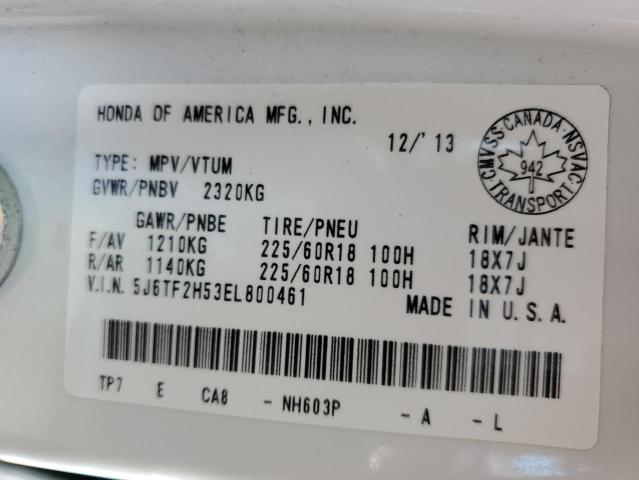 HONDA OF AMERICA MFG., INC.
12/'13
TYPE: MPV/VTUM
GVWR/PNBV 2320KG
GAWR/PNBE TIRE/PNEU RIM/JANTE
F/AV 1210KG 225/60R18 100H 18X7J
R/AR 1140KG 225/60R18 100H 18X7J
V.I.N. 5J6TF2H53EL800461 MADE IN U.S.A.
CMVSS·CANADA·NSVAC
942
TRANSPORT
TP7 E CA8 - NH603P - A - L